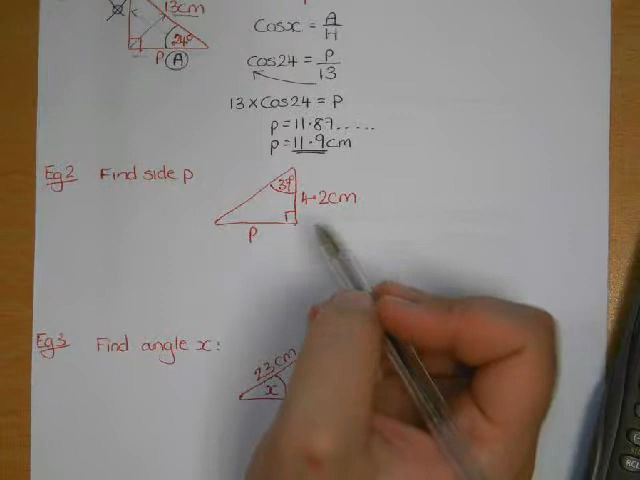 13cm
24°
P A
Cosx = A/H
cos24 = P/13
13 x Cos24 = P
p = 11.87.....
p = 11.9cm
Eg2 Find side p
4.2cm
p
Eg3 Find angle x:
23cm
x